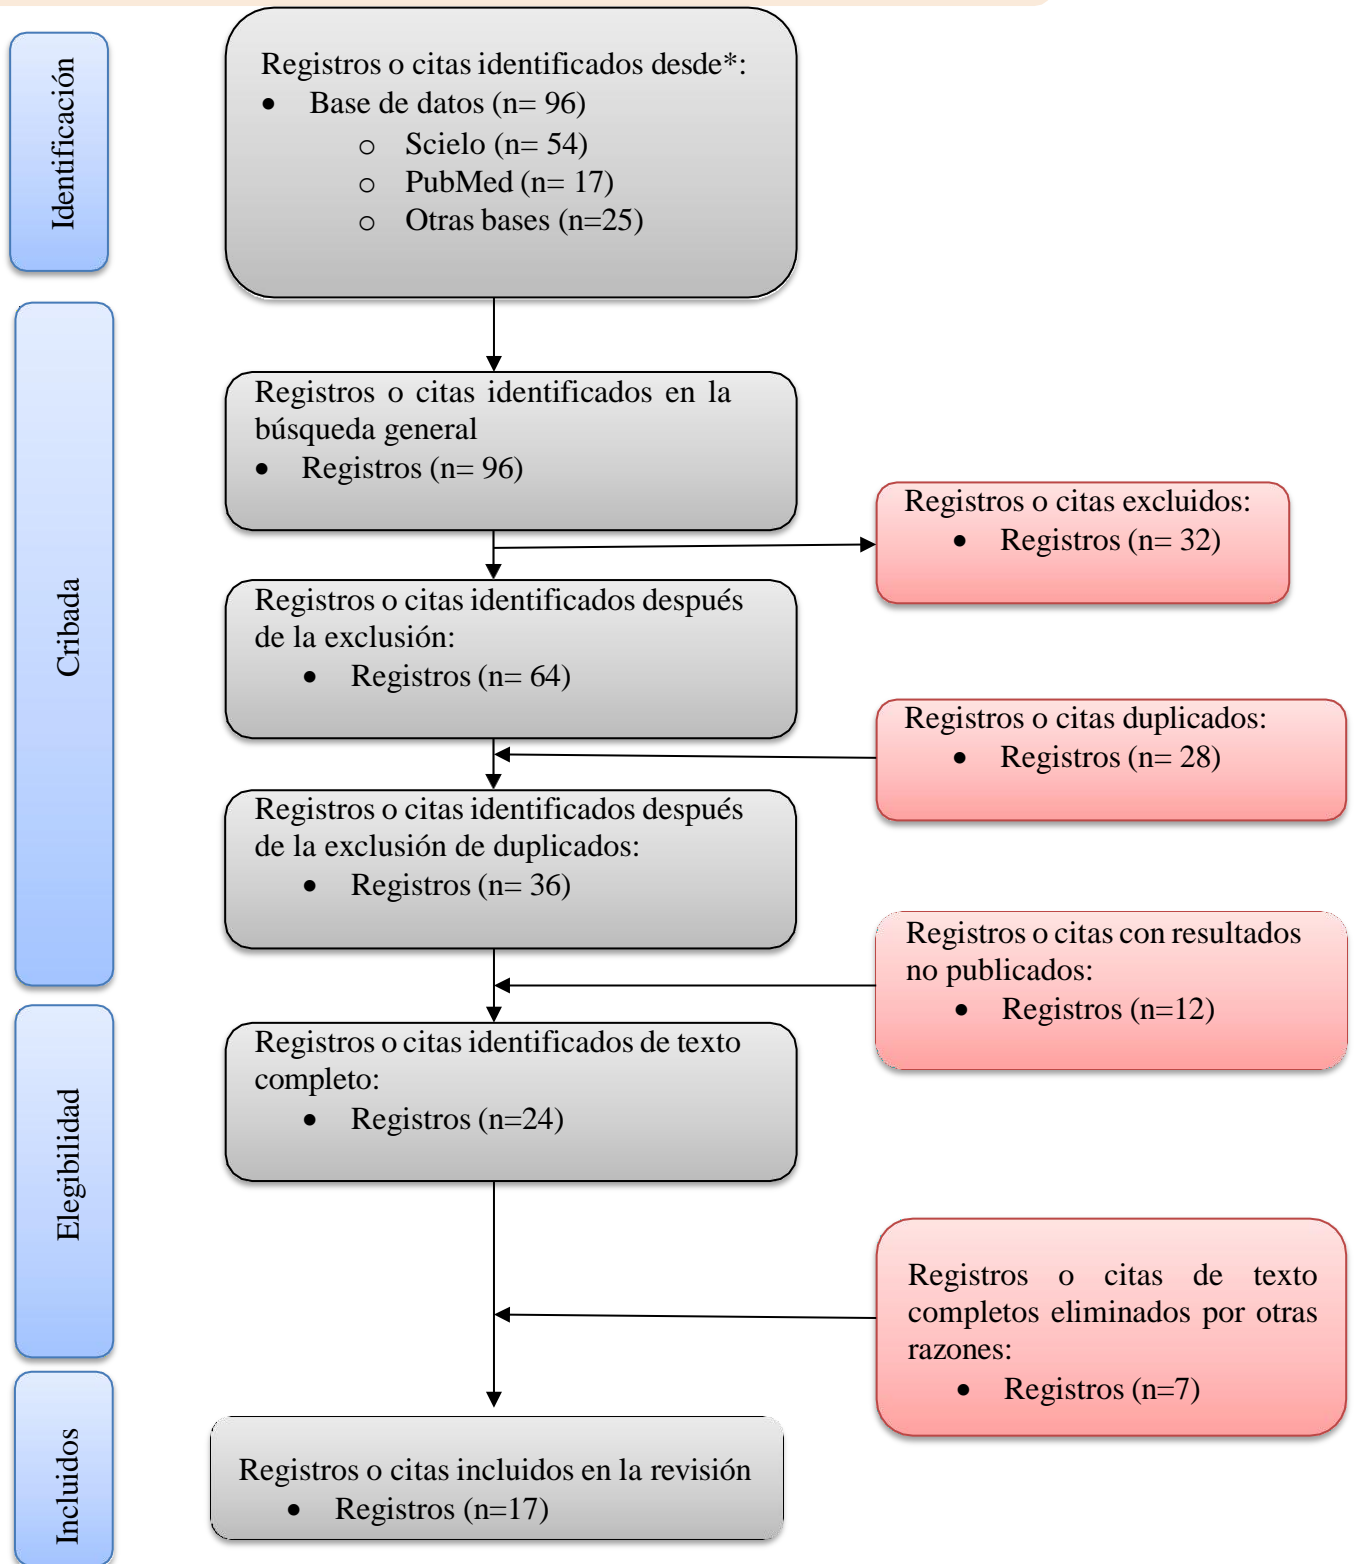 Identificación
Registros o citas identificados desde*:
• Base de datos (n= 96)
o Scielo (n= 54)
o PubMed (n= 17)
o Otras bases (n=25)
Cribada
Registros o citas identificados en la
búsqueda general
• Registros (n= 96)
Registros o citas excluidos:
• Registros (n= 32)
Registros o citas identificados después
de la exclusión:
• Registros (n= 64)
Registros o citas duplicados:
• Registros (n= 28)
Registros o citas identificados después
de la exclusión de duplicados:
• Registros (n= 36)
Registros o citas con resultados
no publicados:
• Registros (n=12)
Elegibilidad
Registros o citas identificados de texto
completo:
• Registros (n=24)
Registros o citas de texto
completos eliminados por otras
razones:
• Registros (n=7)
Incluidos
Registros o citas incluidos en la revisión
• Registros (n=17)